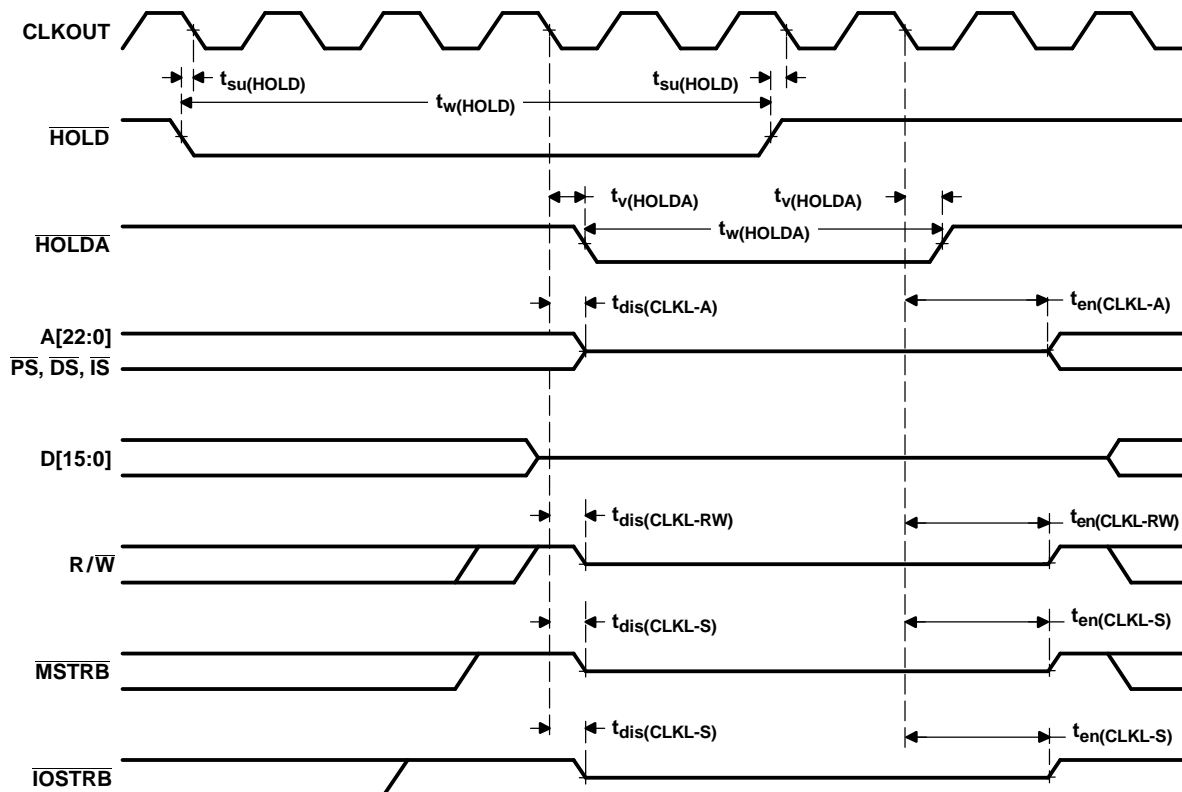 CLKOUT
tsu(HOLD) tsu(HOLD)
tw(HOLD)
HOLD
tv(HOLDA) tv(HOLDA)
HOLDA tw(HOLDA)
tdis(CLKL-A) ten(CLKL-A)
A[22:0]
PS, DS, IS
D[15:0]
tdis(CLKL-RW) ten(CLKL-RW)
R/W
tdis(CLKL-S) ten(CLKL-S)
MSTRB
tdis(CLKL-S) ten(CLKL-S)
IOSTRB